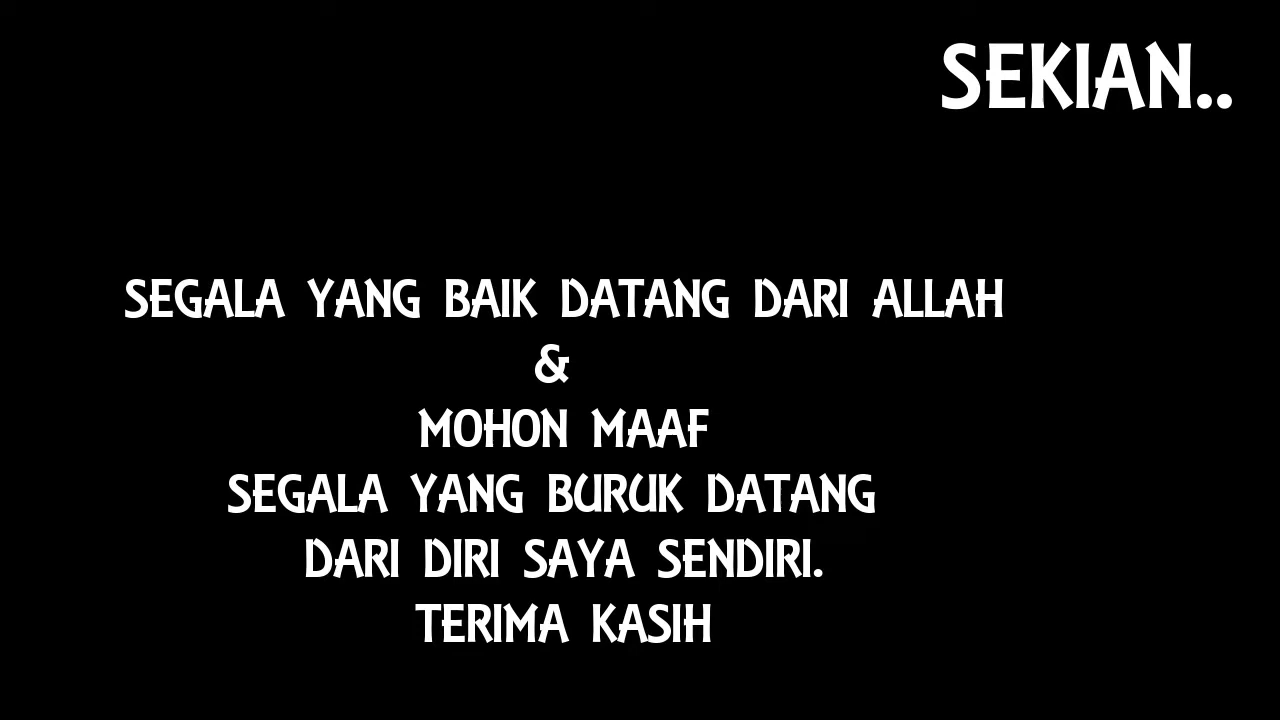 SEKIAN..
SEGALA YANG BAIK DATANG DARI ALLAH
&
MOHON MAAF
SEGALA YANG BURUK DATANG
DARI DIRI SAYA SENDIRI.
TERIMA KASIH